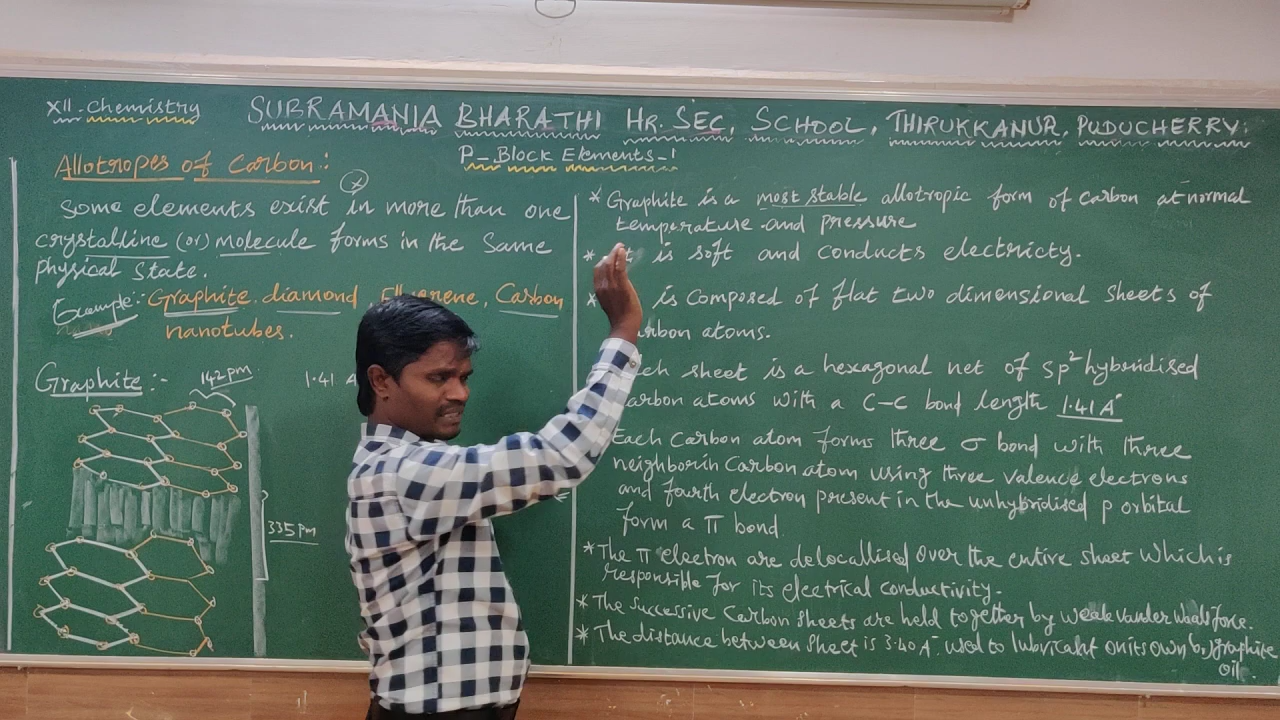 XII - Chemistry
SUBRAMANIA BHARATHI HR. SEC. SCHOOL, THIRUKKANUR, PUDUCHERRY:
P - Block Elements - 1
Allotropes of Carbon:
Some elements exist in more than one
crystalline (or) molecule forms in the same
physical state.
Example:- Graphite, diamond, Carbon
nanotubes.
Graphite:-
142 pm
1.41 A
335 pm
* Graphite is a most stable allotropic form of carbon at normal
temperature and pressure
* is soft and conducts electricty.
* is composed of flat two dimensional sheets of
atoms.
sheet is a hexagonal net of sp² hybridised
atoms with a C-C bond length 1.41 A°
Each Carbon atom forms three σ bond with three
neighborin Carbon atom using three valence electrons
and fourth electron present in the unhybridised p orbital
form a π bond.
* The π electron are delocallised over the entire sheet which is
responsible for its electrical conductivity.
* The successive Carbon sheets are held together by weak vander waals force.
* The distance between sheet is 3.40 A° used to lubricant on its own graphite
oil.